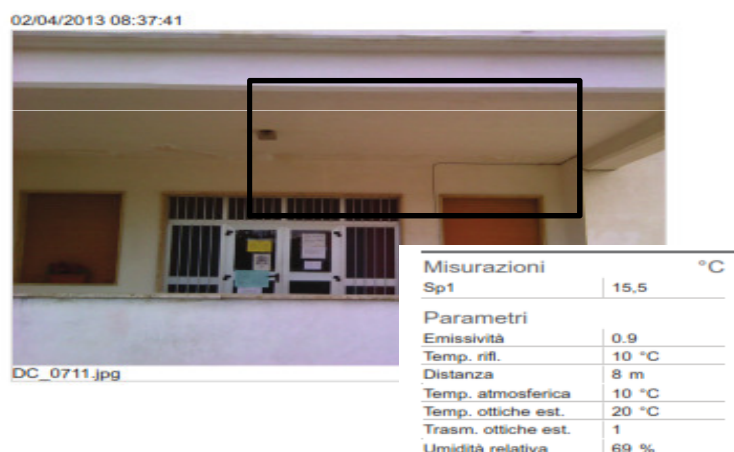 02/04/2013 08:37:41
DC_0711.jpg
Misurazioni °C
Sp1 15,5
Parametri
Emissività 0.9
Temp. rifl. 10 °C
Distanza 8 m
Temp. atmosferica 10 °C
Temp. ottiche est. 20 °C
Trasm. ottiche est. 1
Umidità relativa 69 %